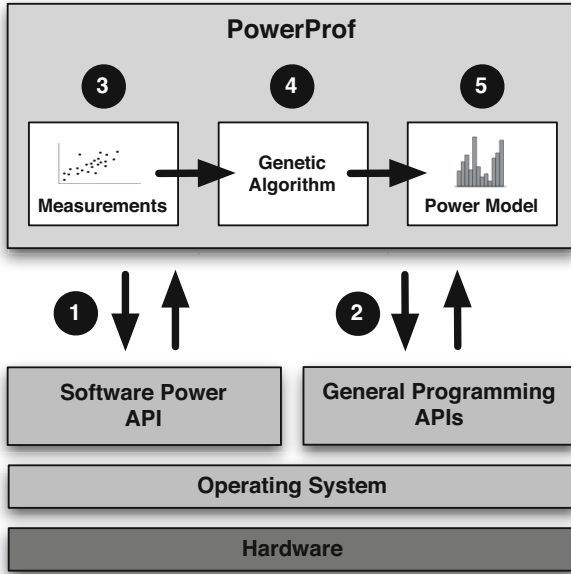 PowerProf
3
4
5
Measurements
Genetic
Algorithm
Power Model
1
2
Software Power
API
General Programming
APIs
Operating System
Hardware